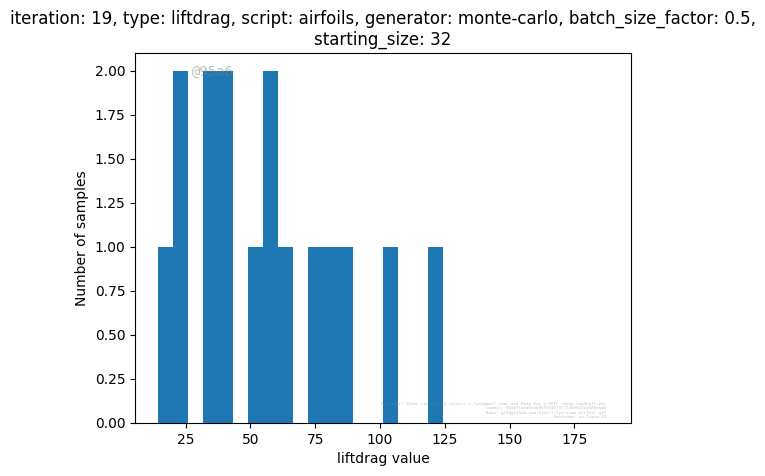 iteration: 19, type: liftdrag, script: airfoils, generator: monte-carlo, batch_size_factor: 0.5,
starting_size: 32
@95a6
2.00
1.75
1.50
1.25
1.00
0.75
0.50
0.25
0.00
Number of samples
25 50 75 100 125 150 175
liftdrag value